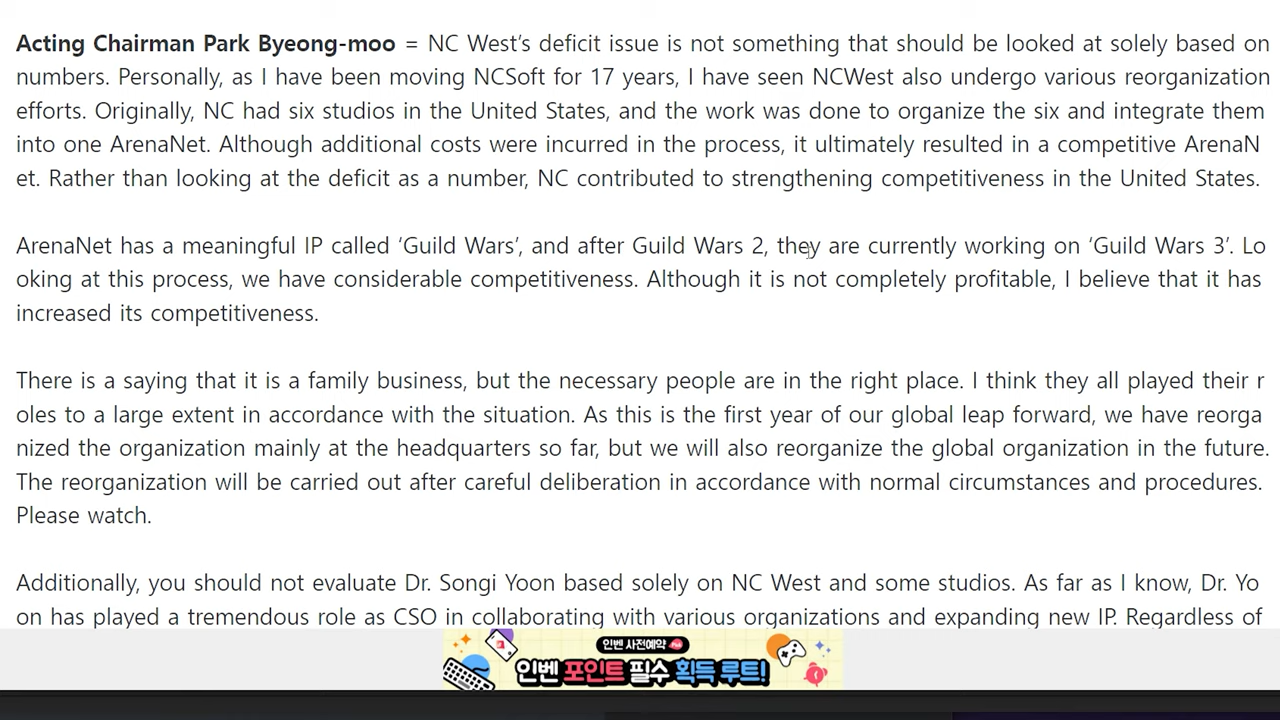 Acting Chairman Park Byeong-moo = NC West’s deficit issue is not something that should be looked at solely based on
numbers. Personally, as I have been moving NCSoft for 17 years, I have seen NCWest also undergo various reorganization
efforts. Originally, NC had six studios in the United States, and the work was done to organize the six and integrate them
into one ArenaNet. Although additional costs were incurred in the process, it ultimately resulted in a competitive ArenaN
et. Rather than looking at the deficit as a number, NC contributed to strengthening competitiveness in the United States.
ArenaNet has a meaningful IP called ‘Guild Wars’, and after Guild Wars 2, they are currently working on ‘Guild Wars 3’. Lo
oking at this process, we have considerable competitiveness. Although it is not completely profitable, I believe that it has
increased its competitiveness.
There is a saying that it is a family business, but the necessary people are in the right place. I think they all played their r
oles to a large extent in accordance with the situation. As this is the first year of our global leap forward, we have reorga
nized the organization mainly at the headquarters so far, but we will also reorganize the global organization in the future.
The reorganization will be carried out after careful deliberation in accordance with normal circumstances and procedures.
Please watch.
Additionally, you should not evaluate Dr. Songi Yoon based solely on NC West and some studios. As far as I know, Dr. Yo
on has played a tremendous role as CSO in collaborating with various organizations and expanding new IP. Regardless of
인벤 사전예약
인벤 포인트 필수 획득 루트!